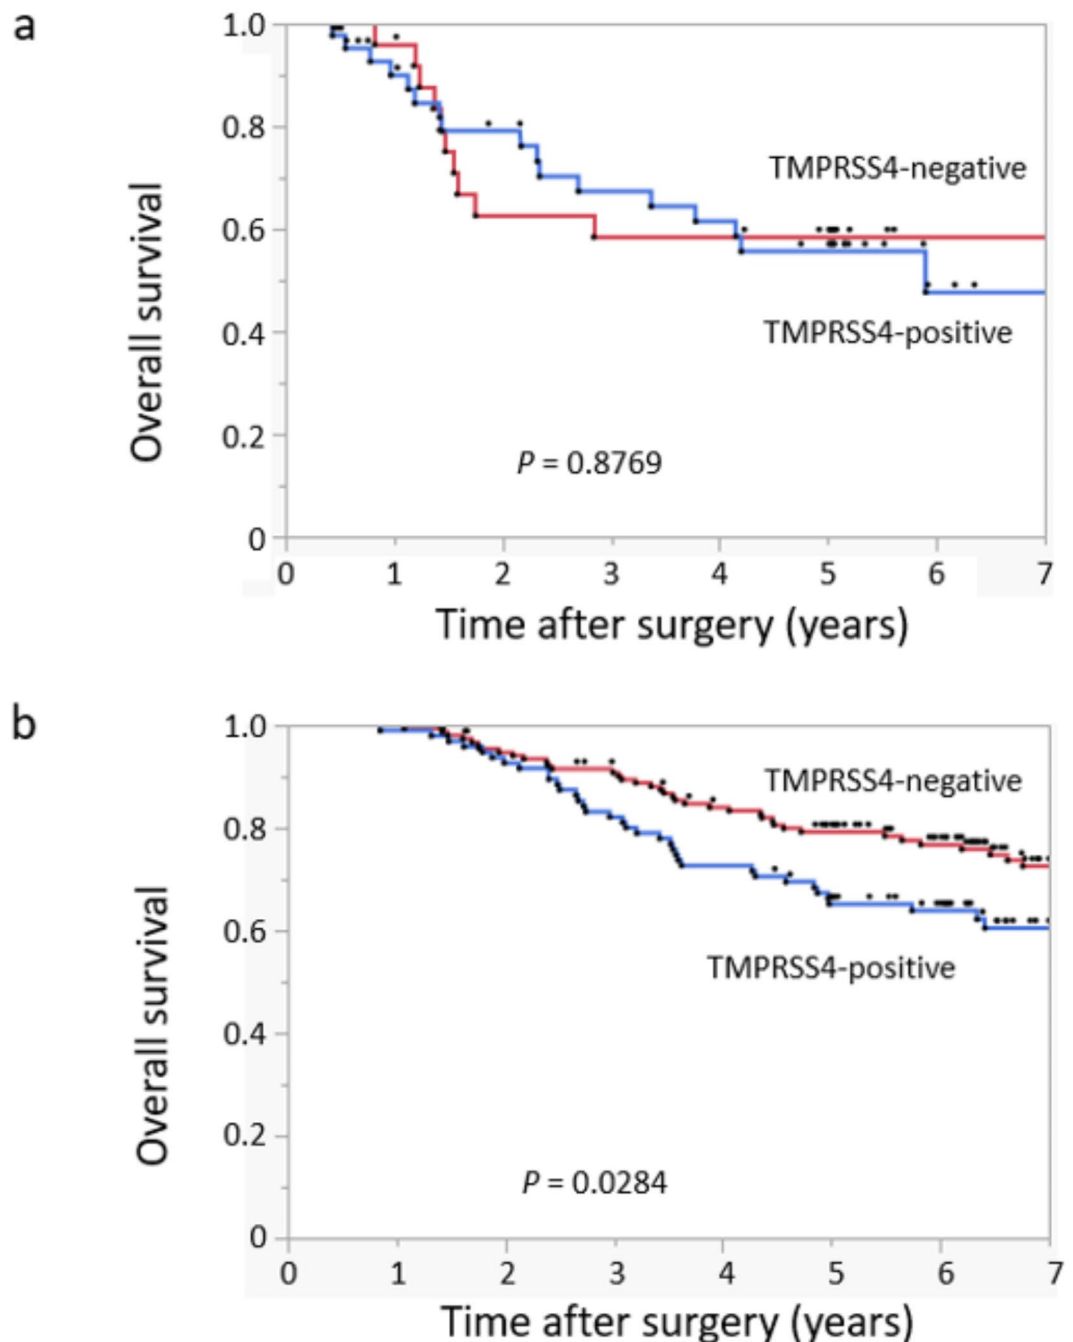 a
1.0
0.8
0.6
0.4
0.2
0
Overall survival
TMPRSS4-negative
TMPRSS4-positive
P = 0.8769
0 1 2 3 4 5 6 7
Time after surgery (years)
b
1.0
0.8
0.6
0.4
0.2
0
Overall survival
TMPRSS4-negative
TMPRSS4-positive
P = 0.0284
0 1 2 3 4 5 6 7
Time after surgery (years)